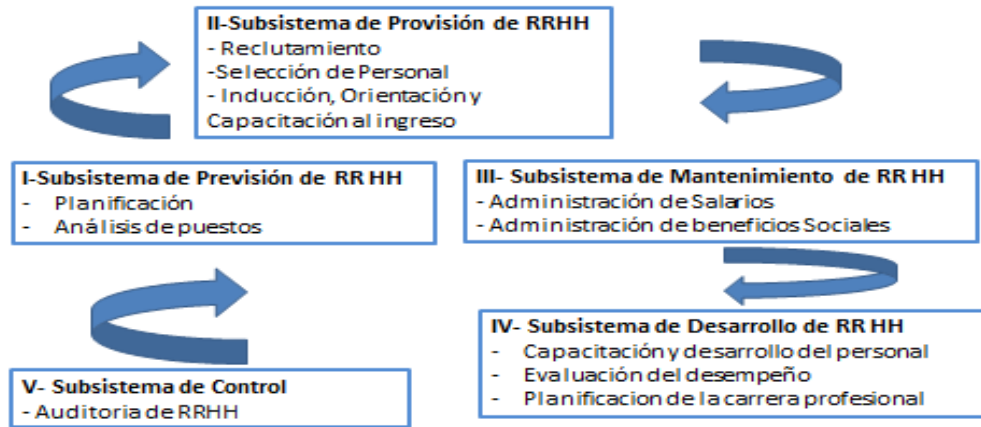 II-Subsistema de Provisión de RRHH
- Reclutamiento
-Selección de Personal
- Inducción, Orientación y
Capacitación al ingreso
I-Subsistema de Previsión de RR HH
- Planificación
- Análisis de puestos
III- Subsistema de Mantenimiento de RR HH
- Administración de Salarios
- Administración de beneficios Sociales
IV- Subsistema de Desarrollo de RR HH
- Capacitación y desarrollo del personal
- Evaluación del desempeño
- Planificacion de la carrera profesional
V- Subsistema de Control
- Auditoria de RRHH